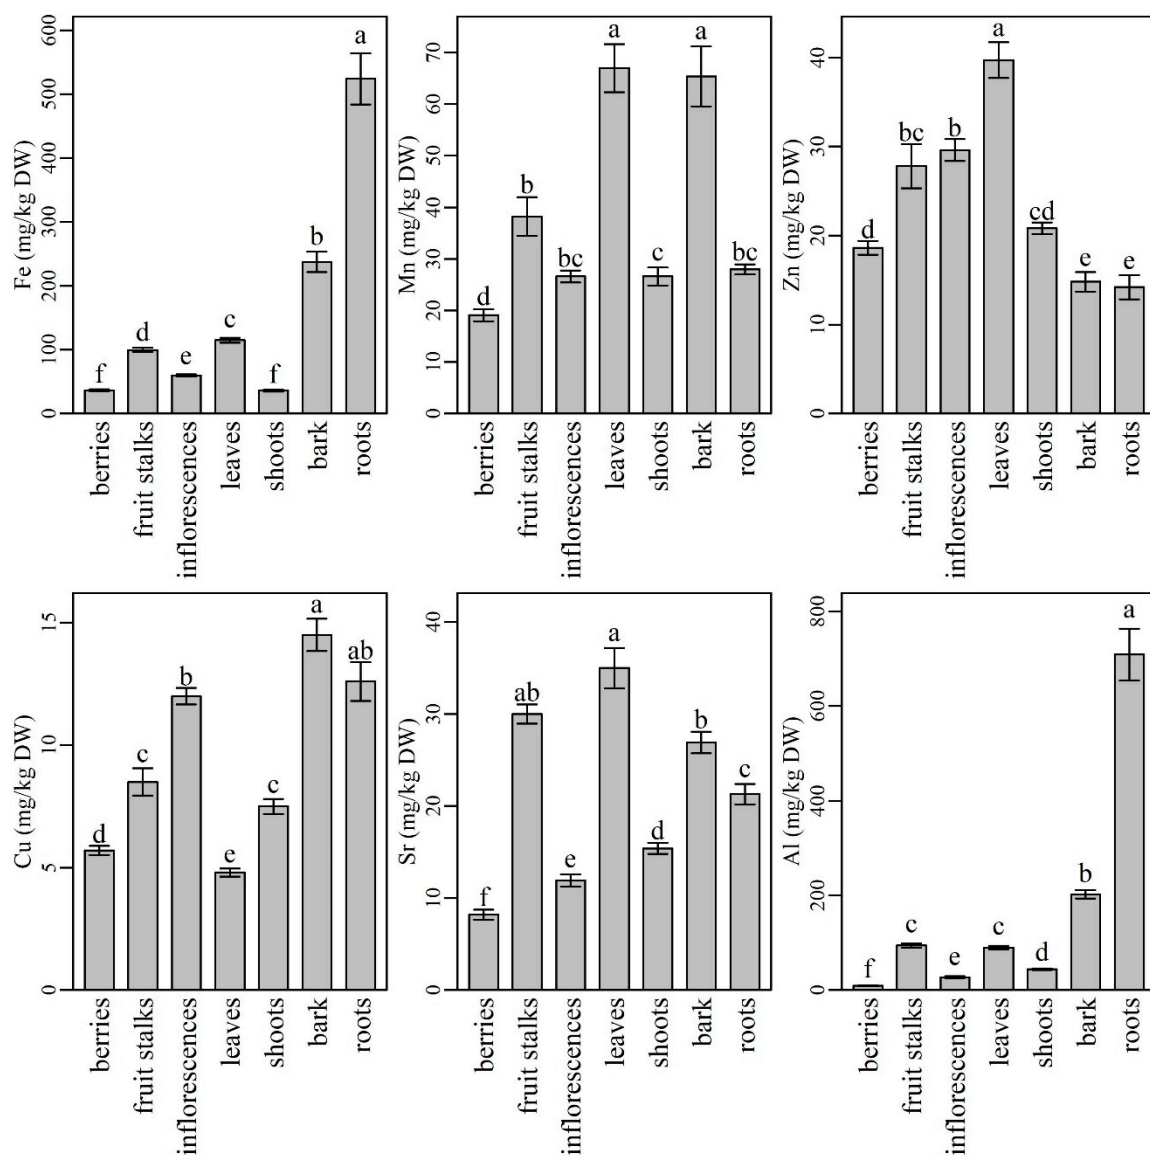 Fe (mg/kg DW)
0 100 200 300 400 500 600
f d e c f b a
berries
fruit stalks
inflorescences
leaves
shoots
bark
roots
Mn (mg/kg DW)
0 10 20 30 40 50 60 70
d b bc a c a bc
berries
fruit stalks
inflorescences
leaves
shoots
bark
roots
Zn (mg/kg DW)
0 10 20 30 40
d bc b a cd e e
berries
fruit stalks
inflorescences
leaves
shoots
bark
roots
Cu (mg/kg DW)
0 5 10 15
d c b e c a ab
berries
fruit stalks
inflorescences
leaves
shoots
bark
roots
Sr (mg/kg DW)
0 10 20 30 40
f ab e a d b c
berries
fruit stalks
inflorescences
leaves
shoots
bark
roots
Al (mg/kg DW)
0 200 400 600 800
f c e c d b a
berries
fruit stalks
inflorescences
leaves
shoots
bark
roots